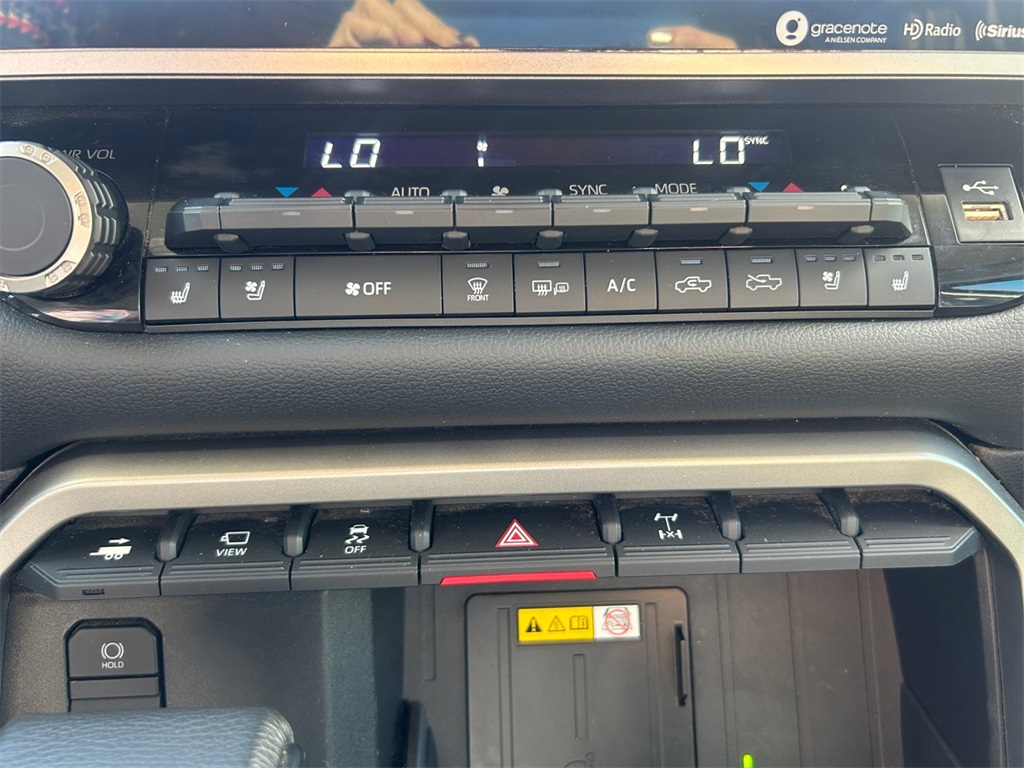 gracenote
A NIELSEN COMPANY
HD Radio
Sirius
PWR VOL
LO
LO
SYNC
AUTO
SYNC
MODE
OFF
FRONT
A/C
VIEW
OFF
HOLD